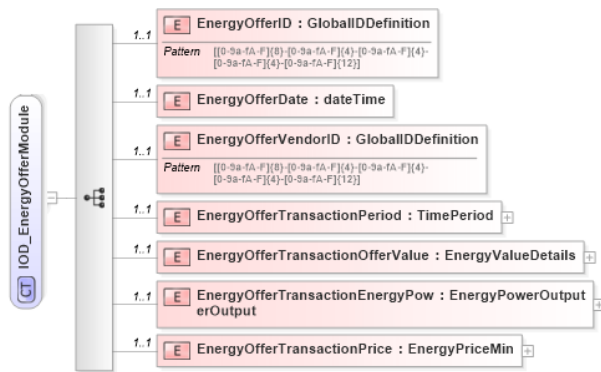 IOD_EnergyOfferModule
CT
1..1
E EnergyOfferID : GlobalIDDefinition
Pattern [[0-9a-fA-F]{8}-[0-9a-fA-F]{4}-[0-9a-fA-F]{4}-
[0-9a-fA-F]{4}-[0-9a-fA-F]{12}]
1..1
E EnergyOfferDate : dateTime
1..1
E EnergyOfferVendorID : GlobalIDDefinition
Pattern [[0-9a-fA-F]{8}-[0-9a-fA-F]{4}-[0-9a-fA-F]{4}-
[0-9a-fA-F]{4}-[0-9a-fA-F]{12}]
1..1
E EnergyOfferTransactionPeriod : TimePeriod
1..1
E EnergyOfferTransactionOfferValue : EnergyValueDetails
1..1
E EnergyOfferTransactionEnergyPow : EnergyPowerOutput
erOutput
1..1
E EnergyOfferTransactionPrice : EnergyPriceMin